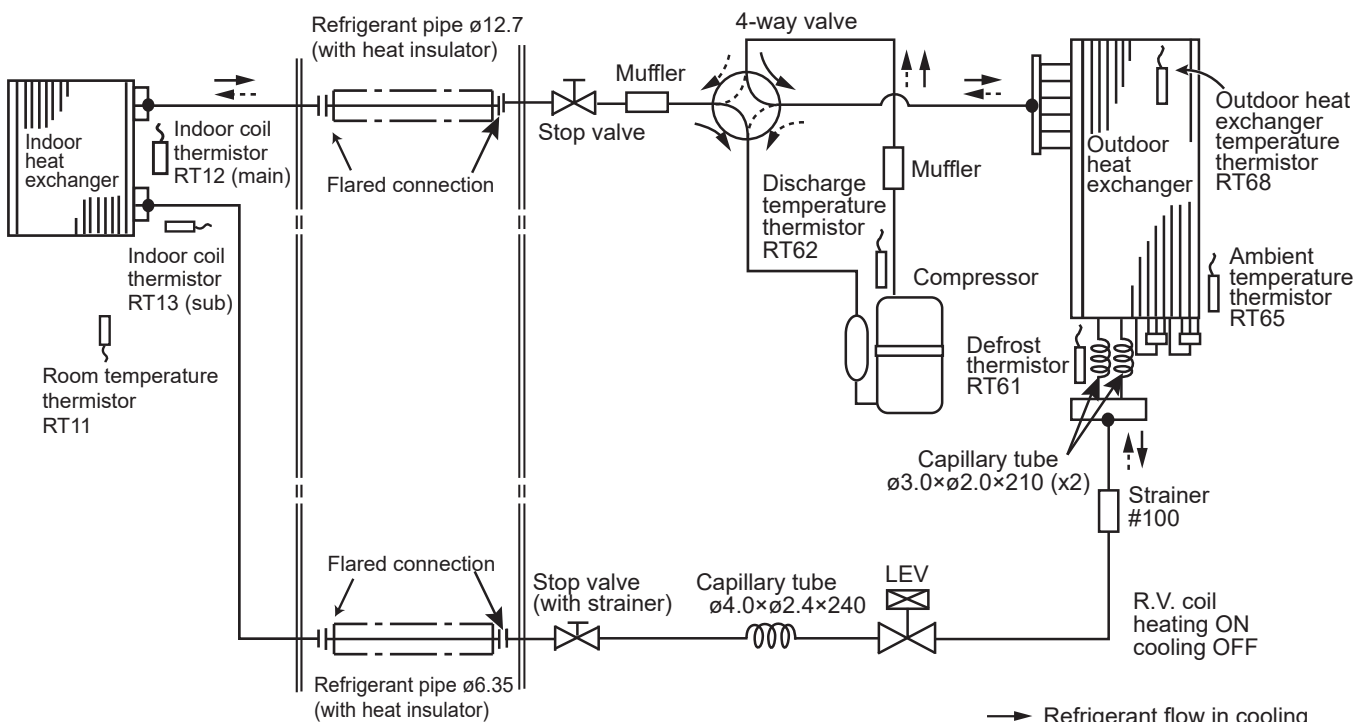 Refrigerant pipe ø12.7
(with heat insulator)
4-way valve
Muffler
Stop valve
Indoor
heat
exchanger
Indoor coil
thermistor
RT12 (main)
Flared connection
Indoor coil
thermistor
RT13 (sub)
Room temperature
thermistor
RT11
Discharge
temperature
thermistor
RT62
Muffler
Compressor
Outdoor
heat
exchanger
Outdoor heat
exchanger
temperature
thermistor
RT68
Ambient
temperature
thermistor
RT65
Defrost
thermistor
RT61
Capillary tube
ø3.0×ø2.0×210 (x2)
Strainer
#100
Flared connection
Stop valve
(with strainer)
Capillary tube
ø4.0×ø2.4×240
LEV
R.V. coil
heating ON
cooling OFF
Refrigerant pipe ø6.35
(with heat insulator)
Refrigerant flow in cooling